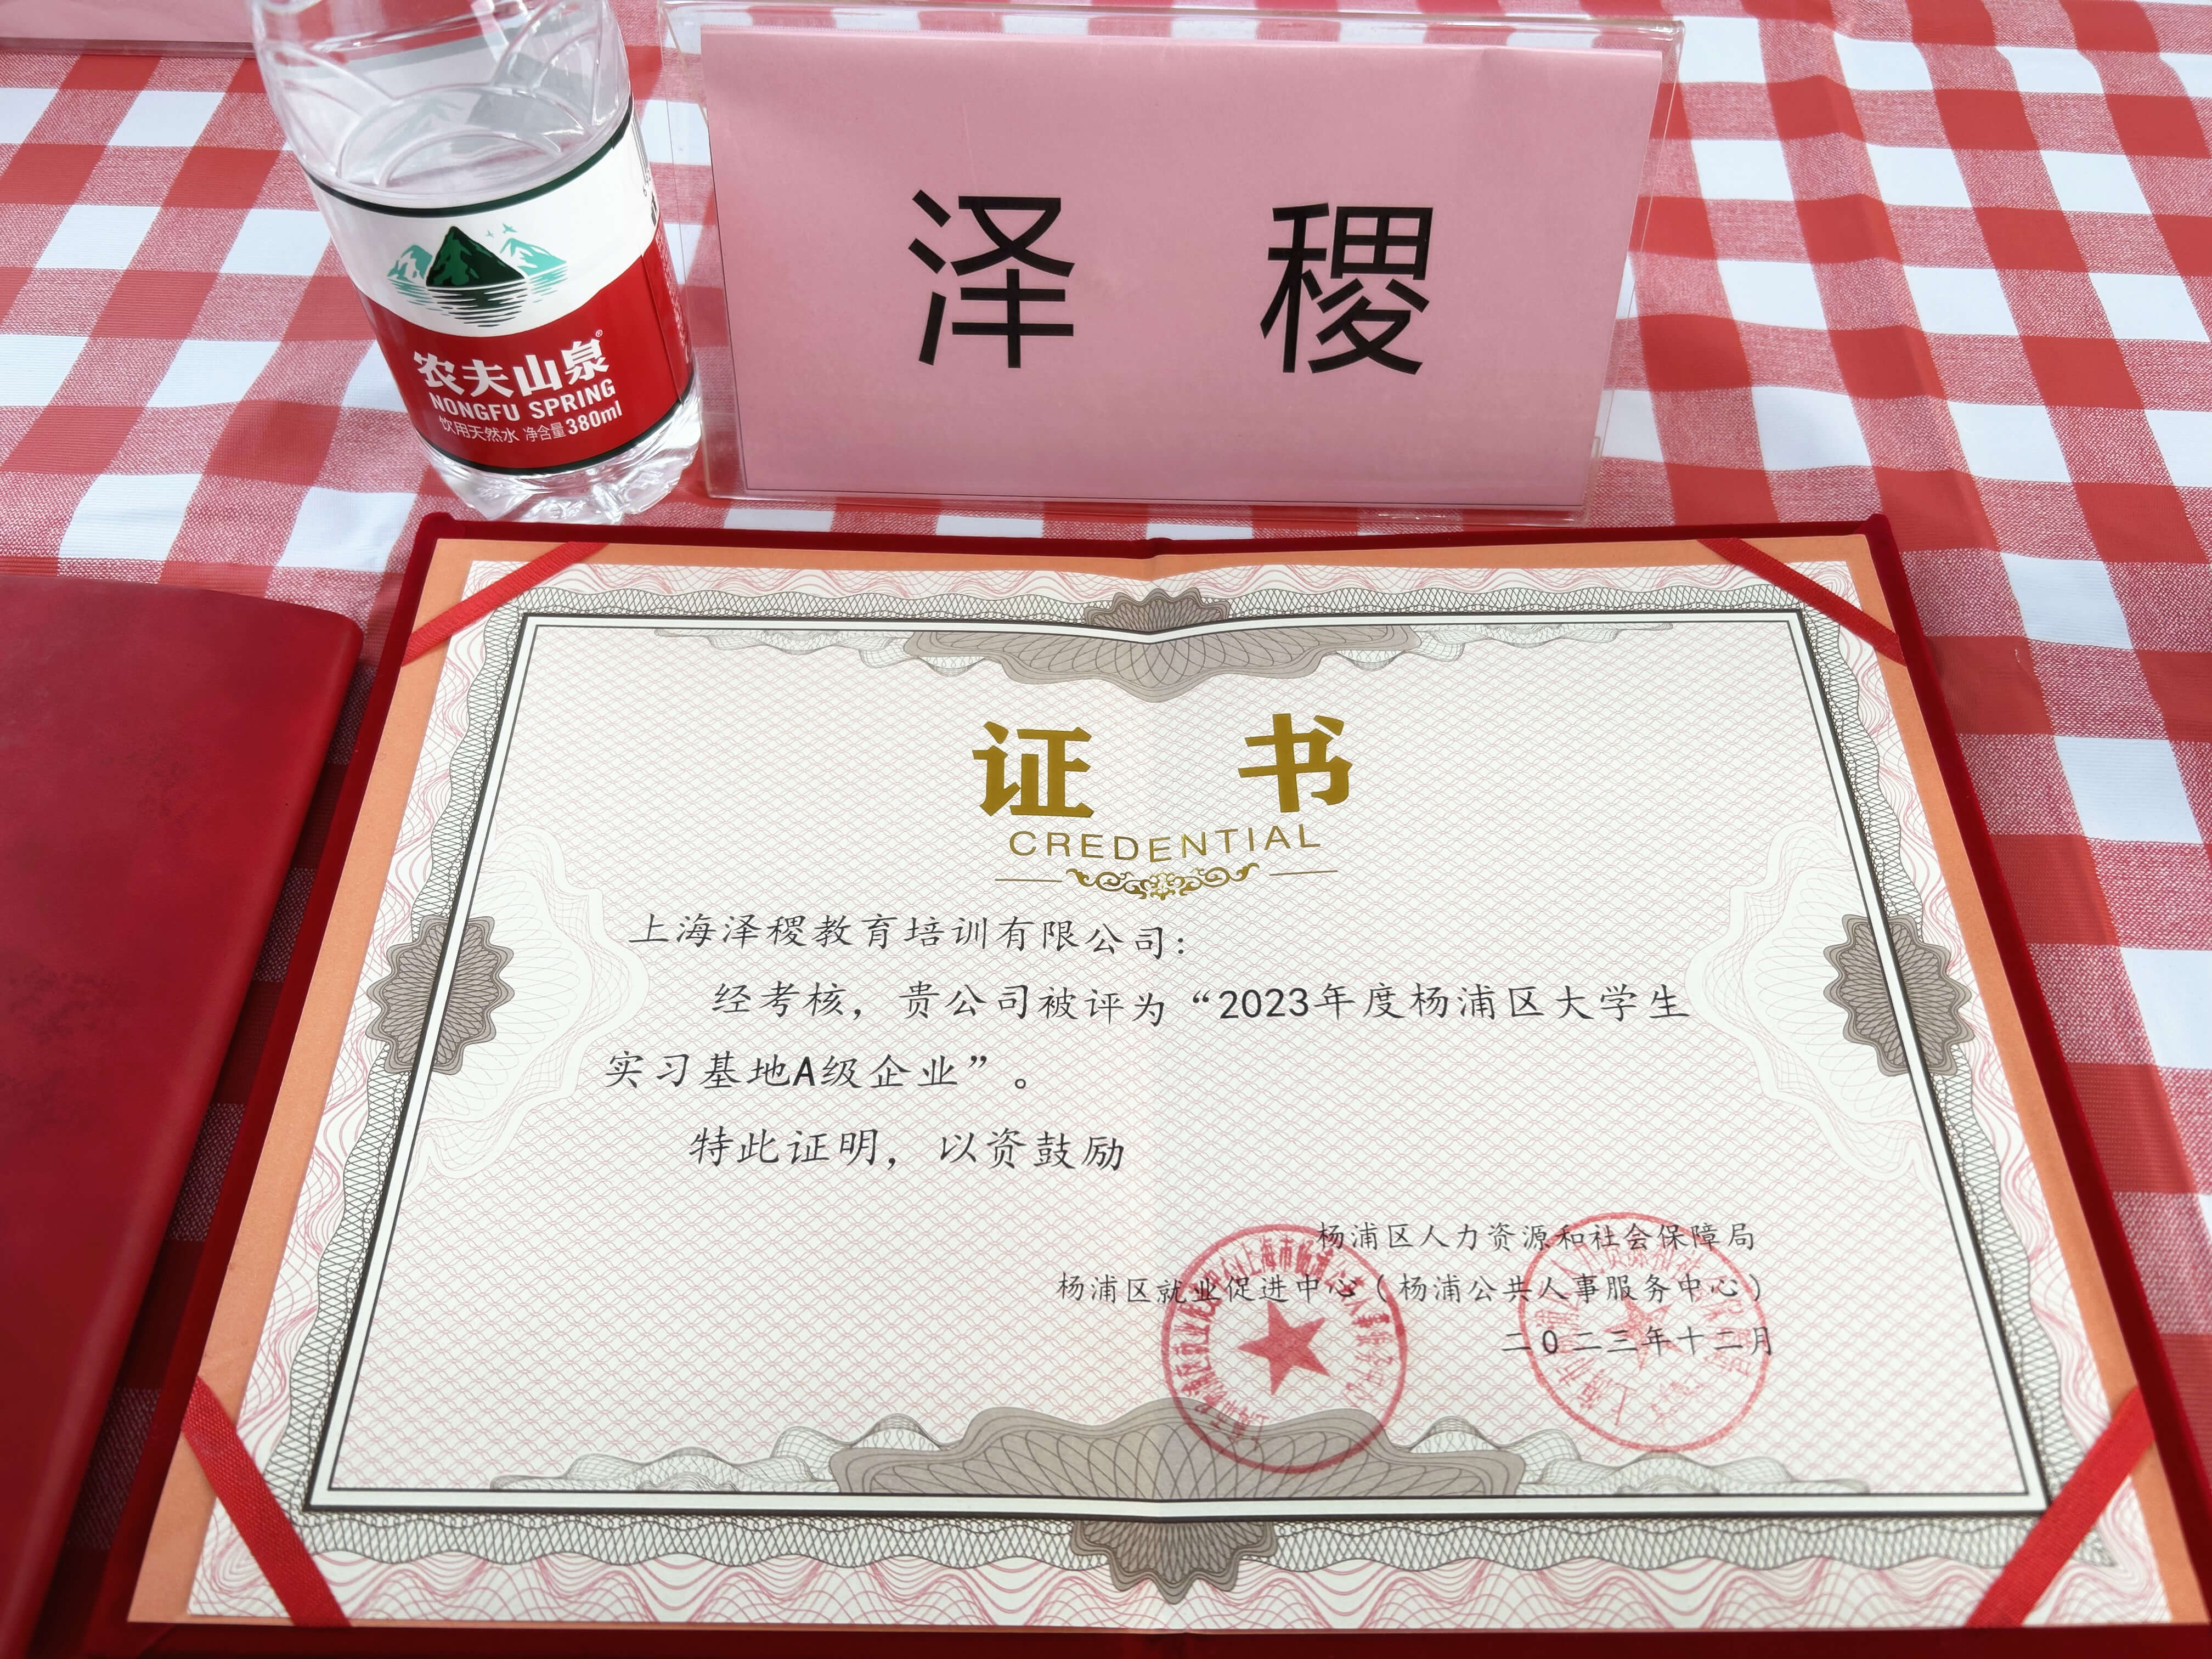 泽 稷
农夫山泉®
NONGFU SPRING
饮用天然水 净含量380ml
证 书
CREDENTIAL
上海泽稷教育培训有限公司:
经考核，贵公司被评为“2023年度杨浦区大学生
实习基地A级企业”。
特此证明，以资鼓励
杨浦区人力资源和社会保障局
杨浦区就业促进中心（杨浦公共人事服务中心）
二0二三年十二月